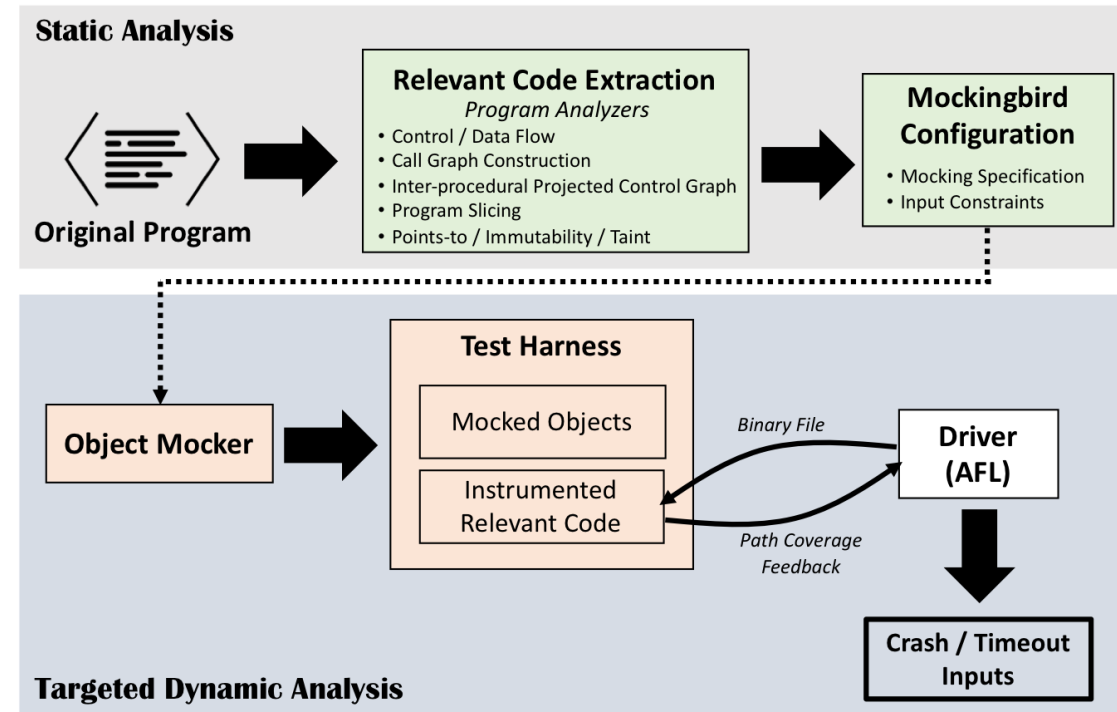 Static Analysis
Original Program
Relevant Code Extraction
Program Analyzers
• Control / Data Flow
• Call Graph Construction
• Inter-procedural Projected Control Graph
• Program Slicing
• Points-to / Immutability / Taint
Mockingbird
Configuration
• Mocking Specification
• Input Constraints
Object Mocker
Test Harness
Mocked Objects
Instrumented
Relevant Code
Binary File
Path Coverage
Feedback
Driver
(AFL)
Crash / Timeout
Inputs
Targeted Dynamic Analysis